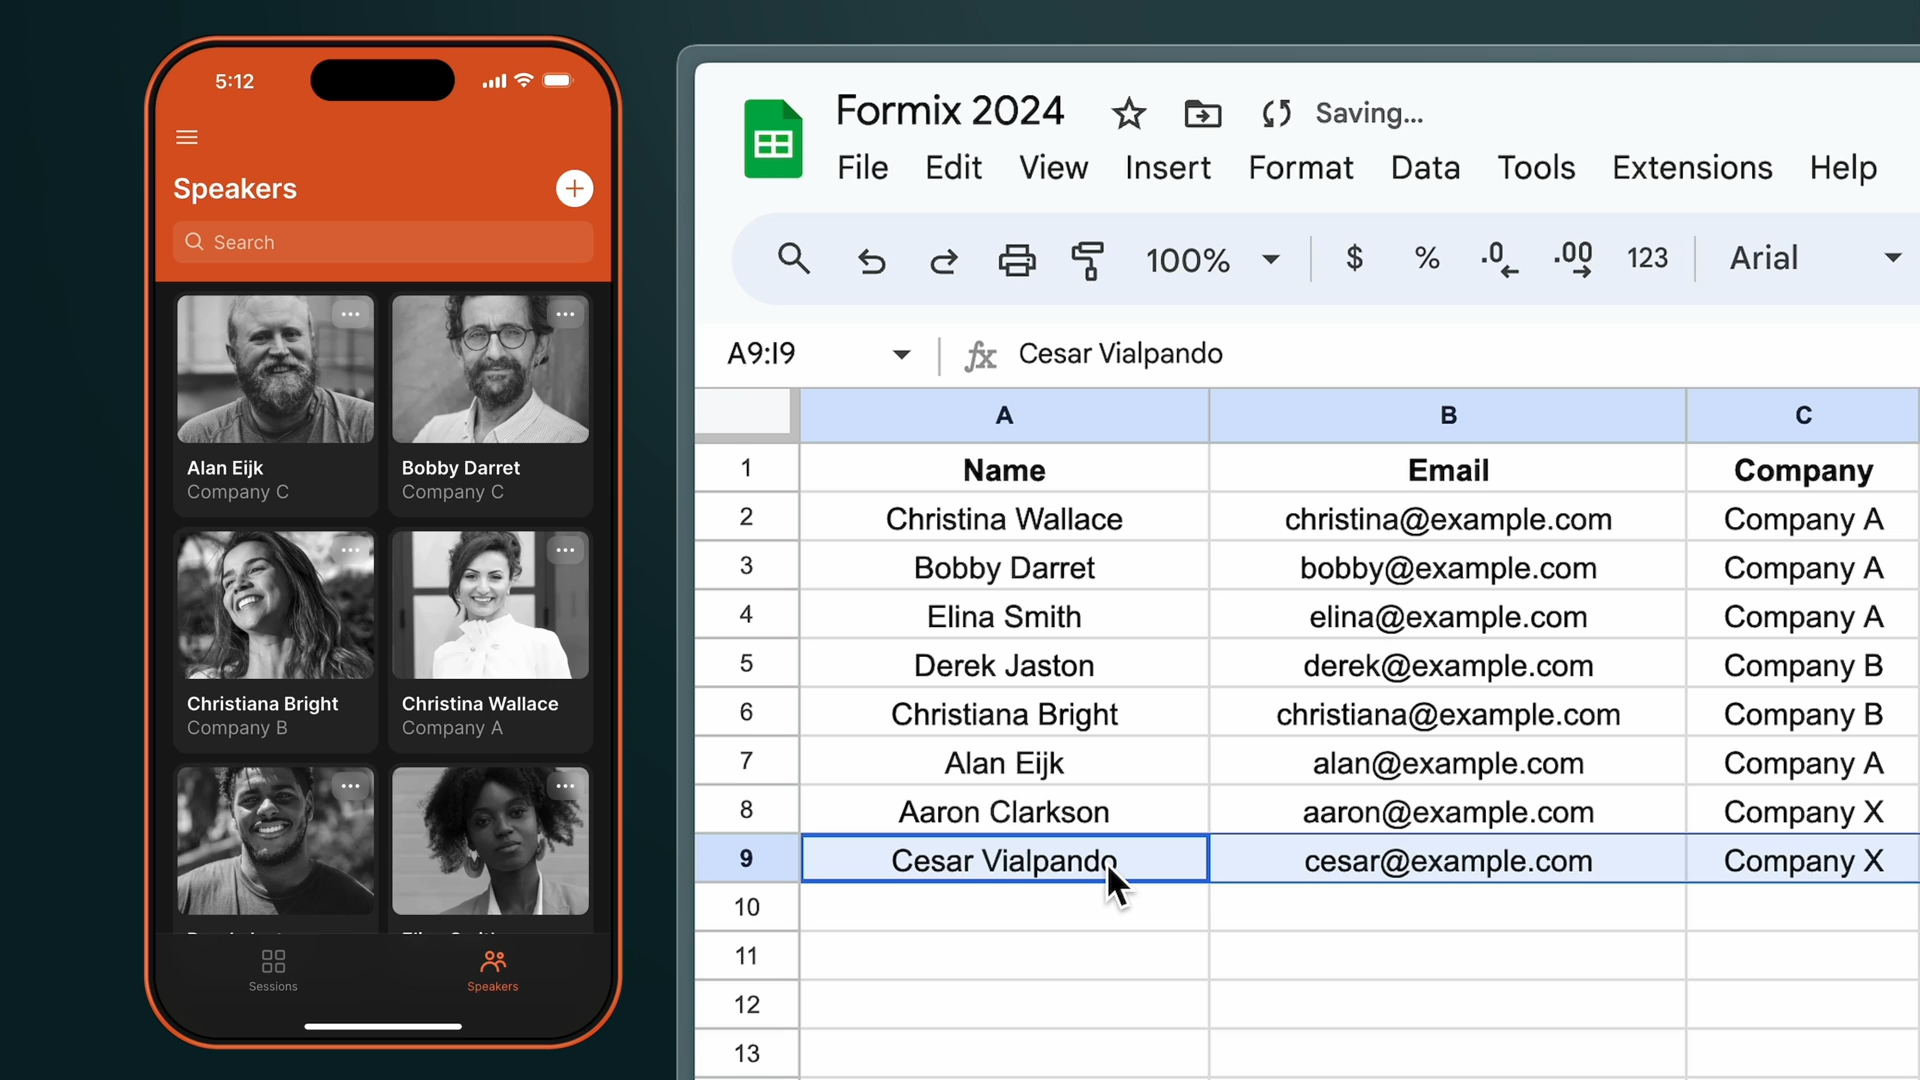 5:12
Speakers
Search
Alan Eijk
Company C
Bobby Darret
Company C
Christiana Bright
Company B
Christina Wallace
Company A
Sessions
Speakers
Formix 2024
Saving...
File Edit View Insert Format Data Tools Extensions Help
100% $ % .0 .00 123 Arial
A9:I9 fx Cesar Vialpando
A B C
1 Name Email Company
2 Christina Wallace christina@example.com Company A
3 Bobby Darret bobby@example.com Company A
4 Elina Smith elina@example.com Company A
5 Derek Jaston derek@example.com Company B
6 Christiana Bright christiana@example.com Company B
7 Alan Eijk alan@example.com Company A
8 Aaron Clarkson aaron@example.com Company X
9 Cesar Vialpando cesar@example.com Company X
10
11
12
13